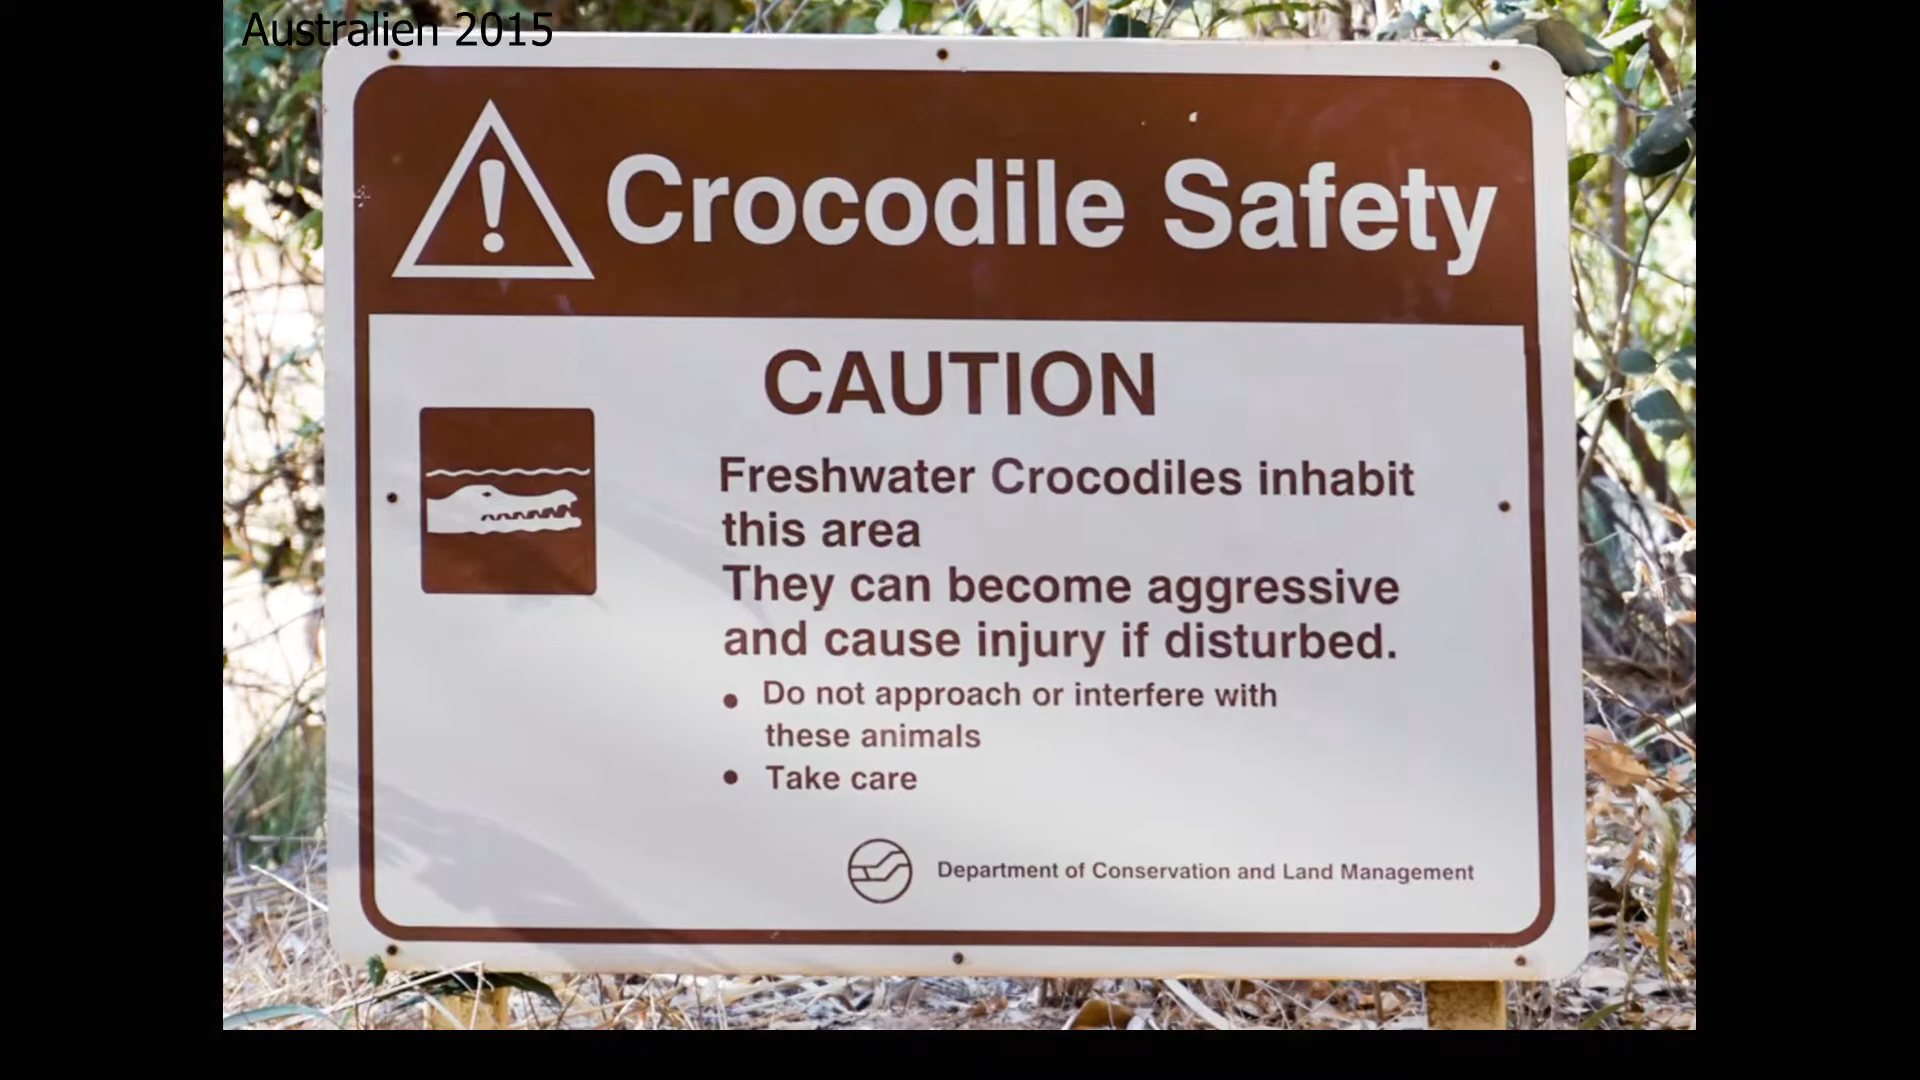 Australien 2015
! Crocodile Safety
CAUTION
Freshwater Crocodiles inhabit
this area
They can become aggressive
and cause injury if disturbed.
• Do not approach or interfere with
these animals
• Take care
Department of Conservation and Land Management